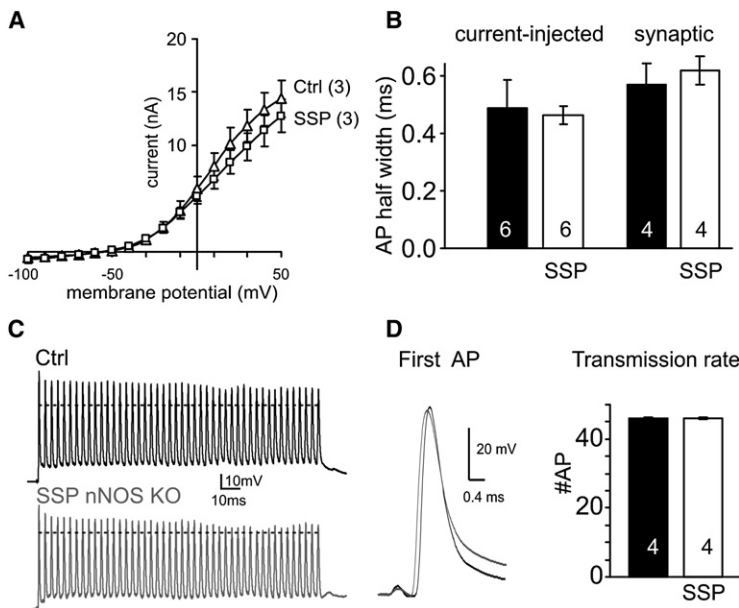 A
20
15
10
current (nA)
Ctrl (3)
SSP (3)
-100
-50
50
membrane potential (mV)
B
current-injected
synaptic
AP half width (ms)
0.6
0.4
0.2
0.0
6
6
4
4
SSP
SSP
C
Ctrl
10mV
10ms
SSP nNOS KO
D
First AP
20 mV
0.4 ms
Transmission rate
#AP
40
20
0
4
4
SSP